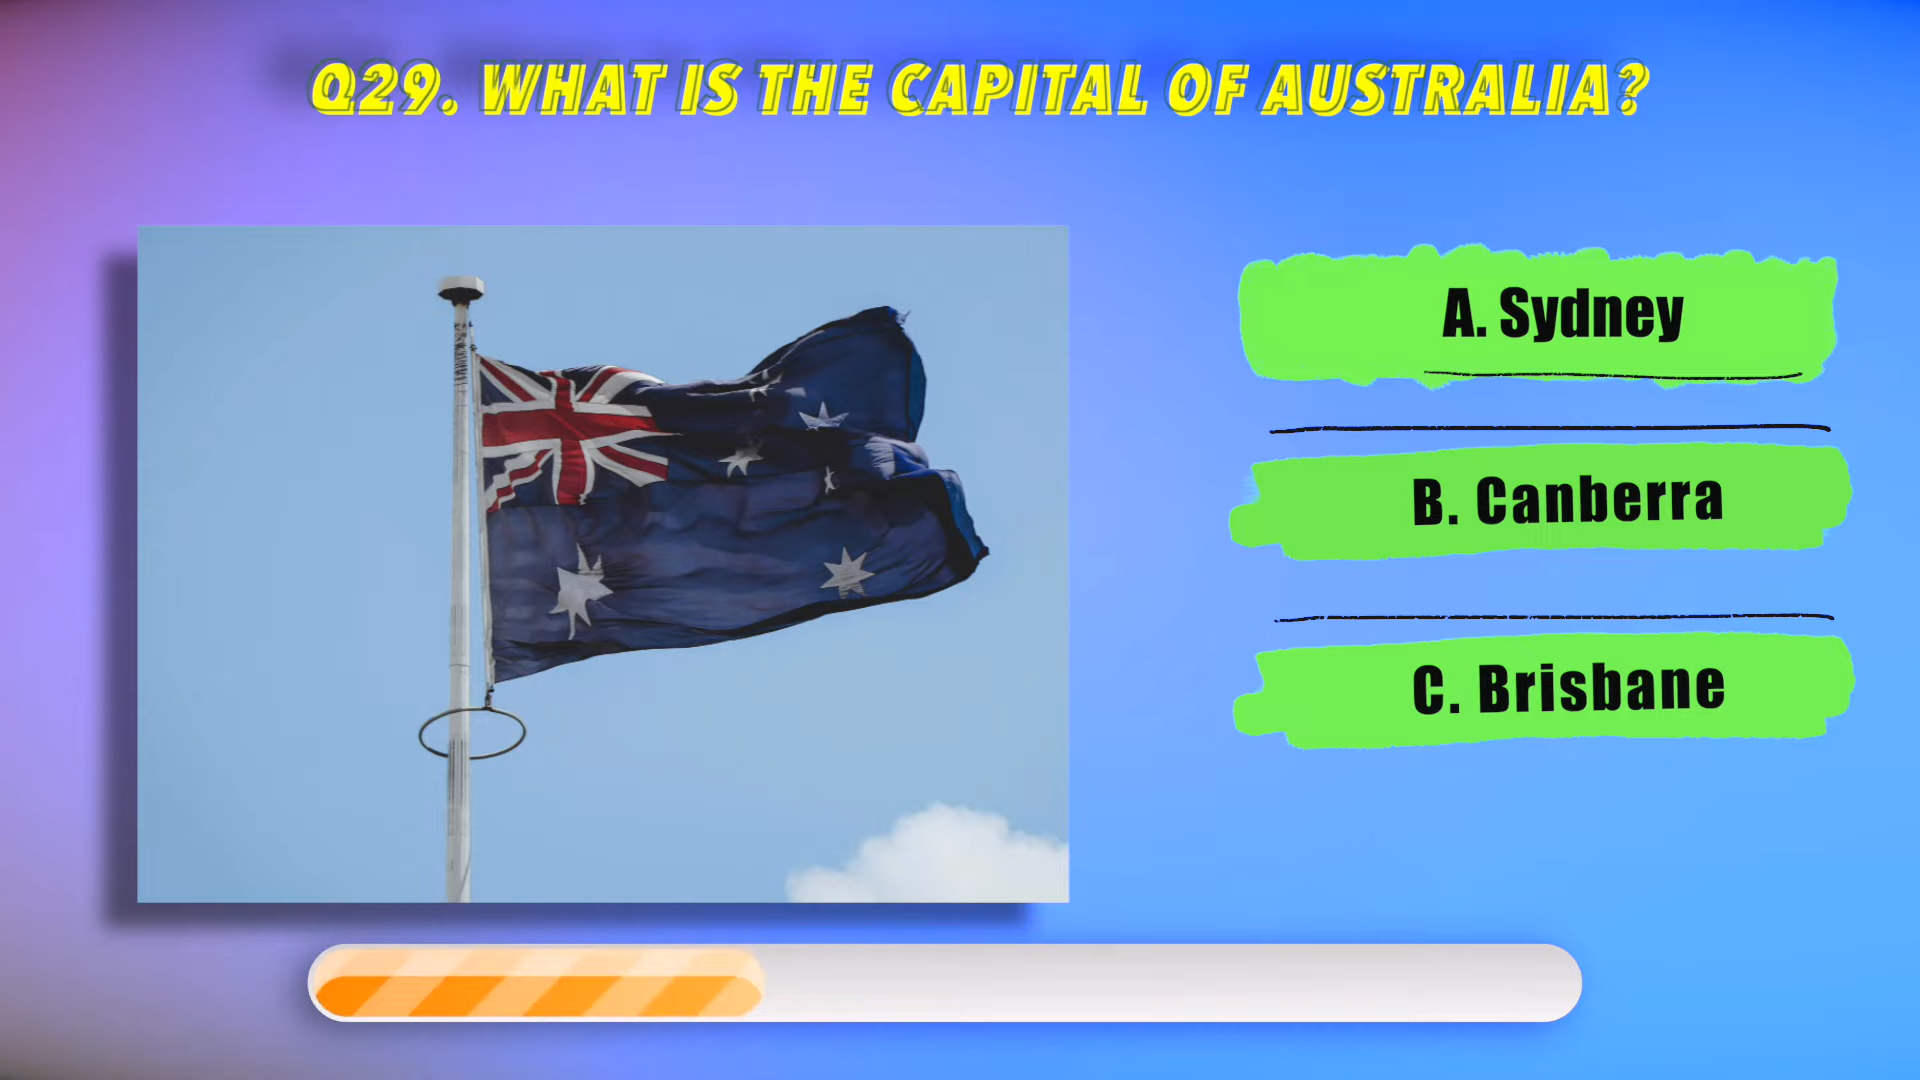 Q29. WHAT IS THE CAPITAL OF AUSTRALIA?
A. Sydney
B. Canberra
C. Brisbane